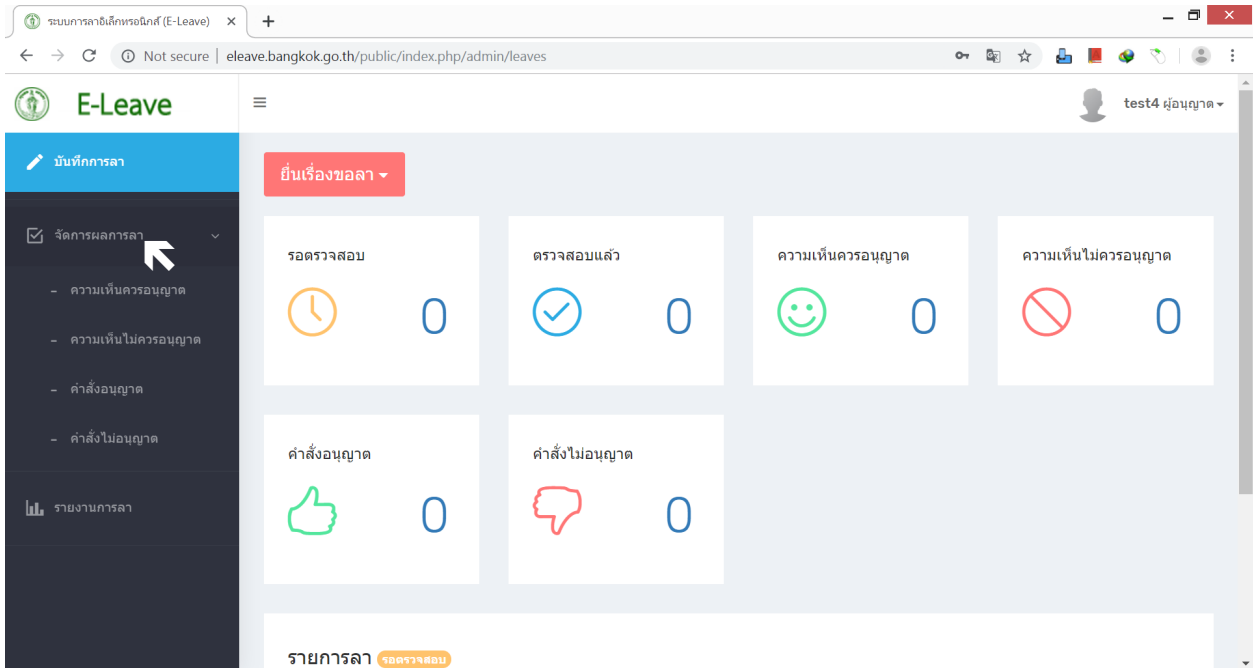 ระบบการลาอิเล็กทรอนิกส์ (E-Leave)
Not secure | eleave.bangkok.go.th/public/index.php/admin/leaves
E-Leave
test4 ผู้อนุญาต
บันทึกการลา
ยื่นเรื่องขอลา
จัดการผลการลา
– ความเห็นควรอนุญาต
– ความเห็นไม่ควรอนุญาต
– คำสั่งอนุญาต
– คำสั่งไม่อนุญาต
รายงานการลา
รอตรวจสอบ
0
ตรวจสอบแล้ว
0
ความเห็นควรอนุญาต
0
ความเห็นไม่ควรอนุญาต
0
คำสั่งอนุญาต
0
คำสั่งไม่อนุญาต
0
รายการลา รอตรวจสอบ